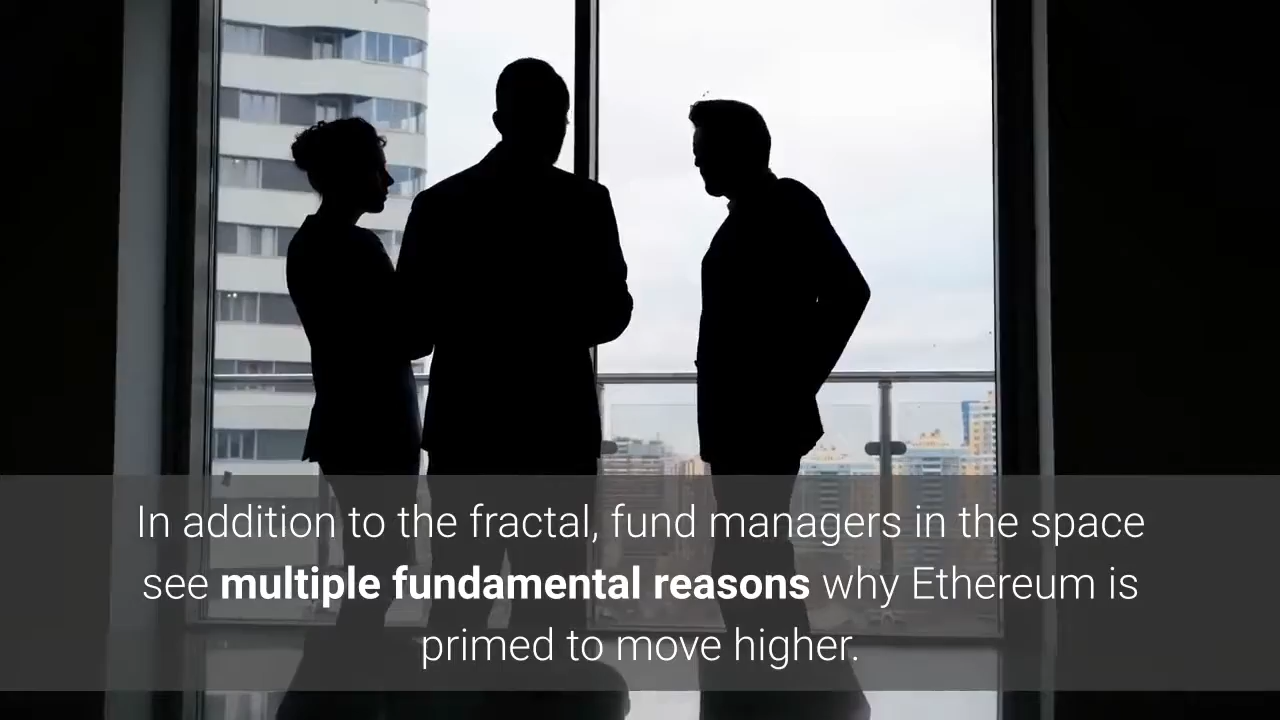 In addition to the fractal, fund managers in the space
see multiple fundamental reasons why Ethereum is
primed to move higher.